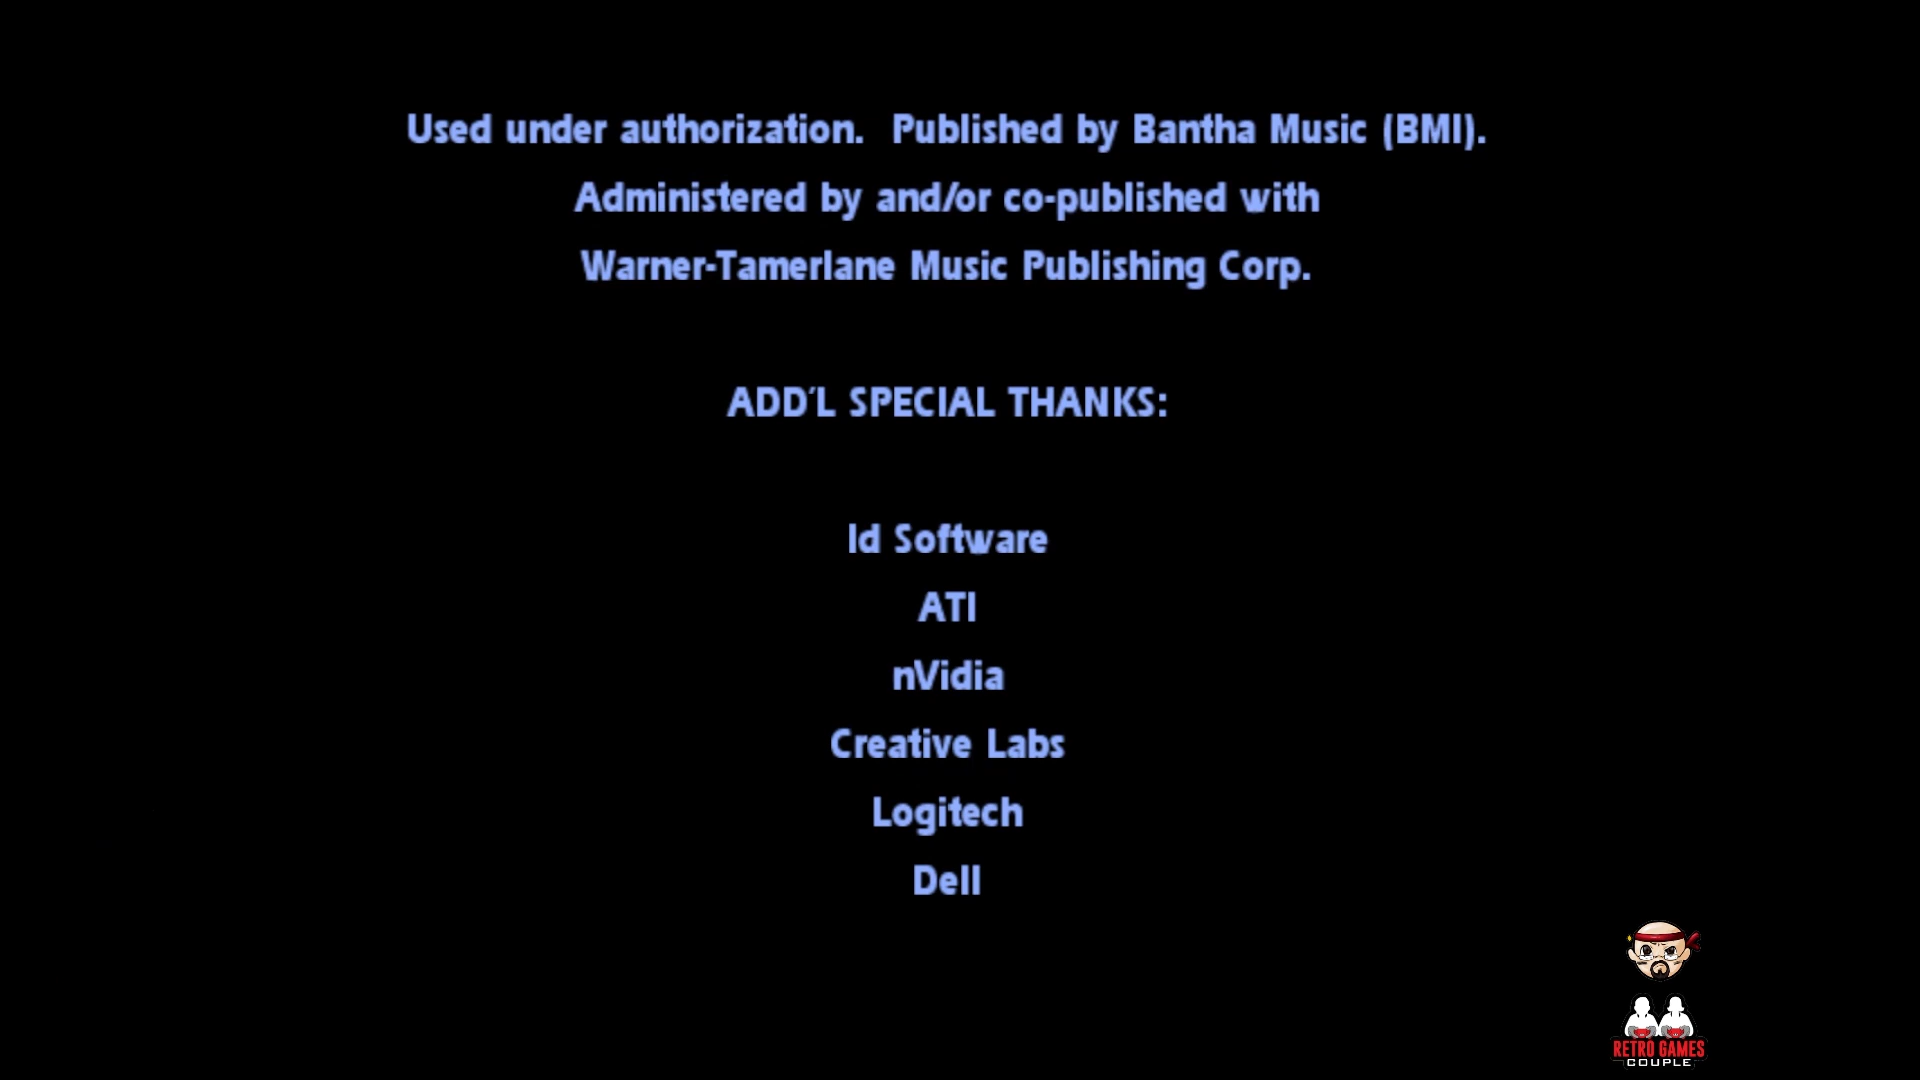 Used under authorization.  Published by Bantha Music (BMI).
Administered by and/or co-published with
Warner-Tamerlane Music Publishing Corp.
ADD'L SPECIAL THANKS:
Id Software
ATI
nVidia
Creative Labs
Logitech
Dell
RETRO GAMES
COUPLE